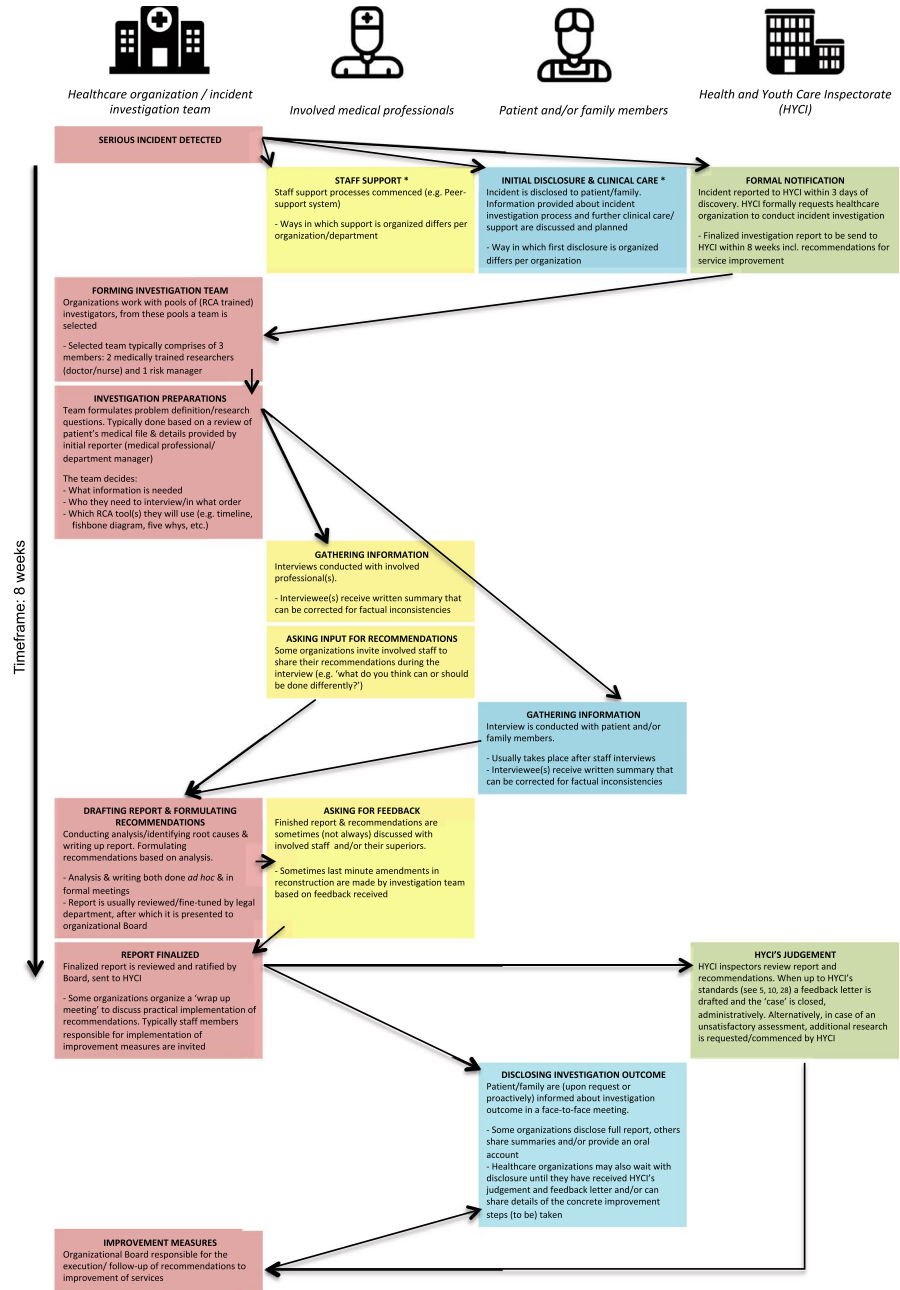 Healthcare organization / incident
investigation team
Involved medical professionals
Patient and/or family members
Health and Youth Care Inspectorate
(HYCI)
SERIOUS INCIDENT DETECTED
STAFF SUPPORT *
Staff support processes commenced (e.g. Peer-
support system)
- Ways in which support is organized differs per
organization/department
INITIAL DISCLOSURE & CLINICAL CARE *
Incident is disclosed to patient/family.
Information provided about incident
investigation process and further clinical care/
support are discussed and planned
- Way in which first disclosure is organized
differs per organization
FORMAL NOTIFICATION
Incident reported to HYCI within 3 days of
discovery. HYCI formally requests healthcare
organization to conduct incident investigation
- Finalized investigation report to be send to
HYCI within 8 weeks incl. recommendations for
service improvement
Timeframe: 8 weeks
FORMING INVESTIGATION TEAM
Organizations work with pools of (RCA trained)
investigators, from these pools a team is
selected
- Selected team typically comprises of 3
members: 2 medically trained researchers
(doctor/nurse) and 1 risk manager
INVESTIGATION PREPARATIONS
Team formulates problem definition/research
questions. Typically done based on a review of
patient's medical file & details provided by
initial reporter (medical professional/
department manager)
The team decides:
- What information is needed
- Who they need to interview/in what order
- Which RCA tool(s) they will use (e.g. timeline,
fishbone diagram, five whys, etc.)
GATHERING INFORMATION
Interviews conducted with involved
professional(s).
- Interviewee(s) receive written summary that
can be corrected for factual inconsistencies
ASKING INPUT FOR RECOMMENDATIONS
Some organizations invite involved staff to
share their recommendations during the
interview (e.g. ‘what do you think can or should
be done differently?’)
GATHERING INFORMATION
Interview is conducted with patient and/or
family members.
- Usually takes place after staff interviews
- Interviewee(s) receive written summary that
can be corrected for factual inconsistencies
DRAFTING REPORT & FORMULATING
RECOMMENDATIONS
Conducting analysis/identifying root causes &
writing up report. Formulating
recommendations based on analysis.
- Analysis & writing both done ad hoc & in
formal meetings
- Report is usually reviewed/fine-tuned by legal
department, after which it is presented to
organizational Board
ASKING FOR FEEDBACK
Finished report & recommendations are
sometimes (not always) discussed with
involved staff and/or their superiors.
- Sometimes last minute amendments in
reconstruction are made by investigation team
based on feedback received
REPORT FINALIZED
Finalized report is reviewed and ratified by
Board, sent to HYCI
- Some organizations organize a ‘wrap up
meeting’ to discuss practical implementation of
recommendations. Typically staff members
responsible for implementation of
improvement measures are invited
HYCI'S JUDGEMENT
HYCI inspectors review report and
recommendations. When up to HYCI's
standards (see 5, 10, 28) a feedback letter is
drafted and the ‘case’ is closed,
administratively. Alternatively, in case of an
unsatisfactory assessment, additional research
is requested/commenced by HYCI
DISCLOSING INVESTIGATION OUTCOME
Patient/family are (upon request or
proactively) informed about investigation
outcome in a face-to-face meeting.
- Some organizations disclose full report, others
share summaries and/or provide an oral
account
- Healthcare organizations may also wait with
disclosure until they have received HYCI's
judgement and feedback letter and/or can
share details of the concrete improvement
steps (to be) taken
IMPROVEMENT MEASURES
Organizational Board responsible for the
execution/ follow-up of recommendations to
improvement of services